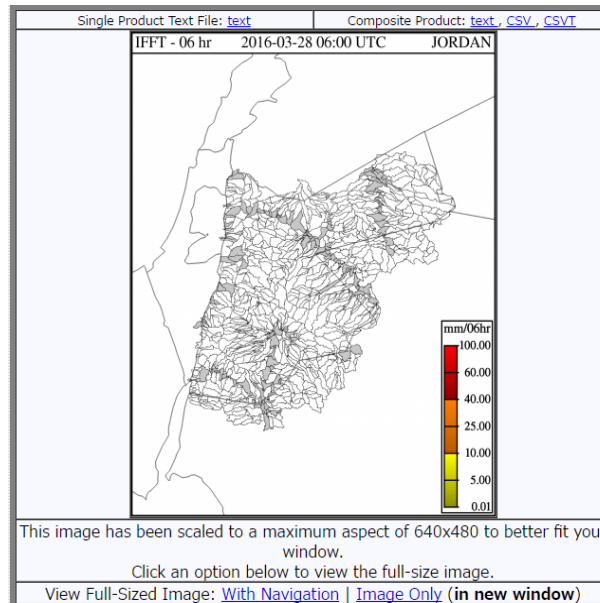 Single Product Text File: text
Composite Product: text , CSV , CSVT
IFFT - 06 hr 2016-03-28 06:00 UTC JORDAN
mm/06hr
100.00
60.00
40.00
25.00
10.00
5.00
0.01
This image has been scaled to a maximum aspect of 640x480 to better fit you
window.
Click an option below to view the full-size image.
View Full-Sized Image: With Navigation | Image Only (in new window)